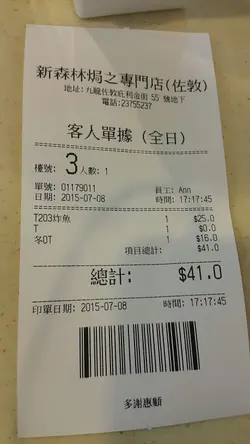 新森林焗之專門店(佐敦)
地址:九龍佐敦庇利金街 55 號地下
電話:23755237
客人單據 (全日)
檯號: 3 人數: 1
單號: 01179011 員工: Ann
日期: 2015-07-08 時間: 17:17:45
T203炸魚 1 $25.0
T 1 $0.0
冬OT 1 $16.0
項目總計: $41.0
總計: $41.0
印單日期: 2015-07-08 時間: 17:17:45
多謝惠顧